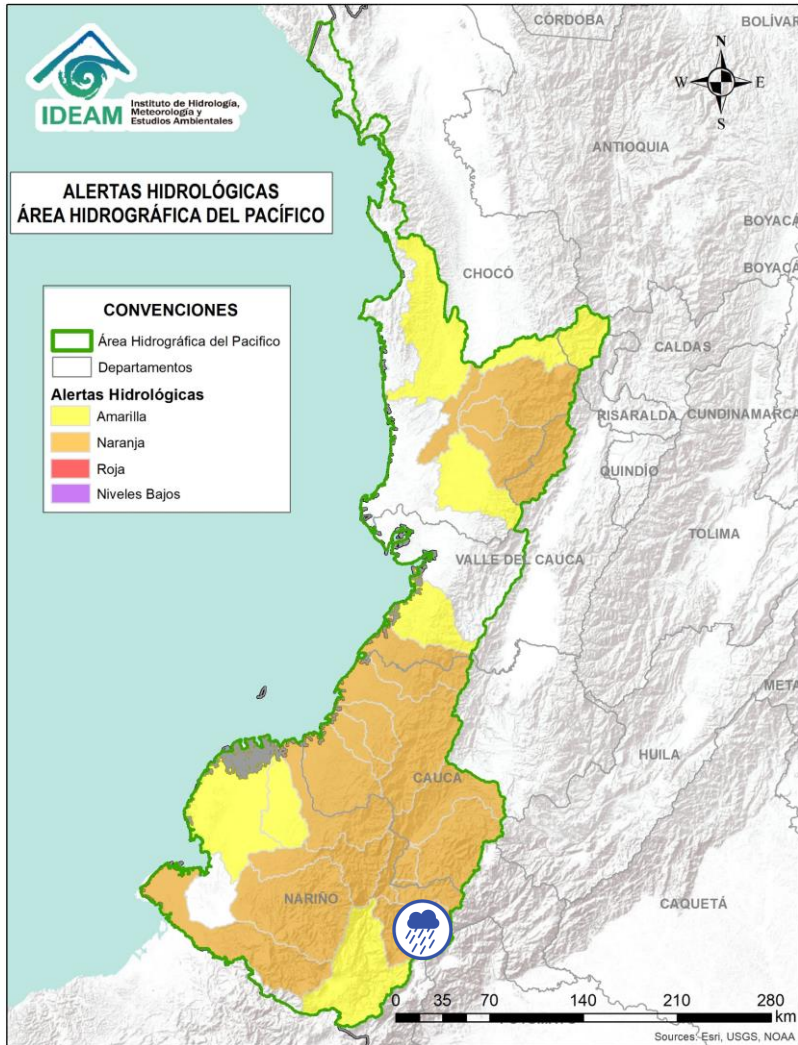 IDEAM
Instituto de Hidrología,
Meteorología y
Estudios Ambientales
ALERTAS HIDROLÓGICAS
ÁREA HIDROGRÁFICA DEL PACÍFICO
CONVENCIONES
Área Hidrográfica del Pacifico
Departamentos
Alertas Hidrológicas
Amarilla
Naranja
Roja
Niveles Bajos
N
W
E
S
CÓRDOBA
BOLÍVAR
ANTIOQUIA
BOYACÁ
BOYACÁ
CHOCÓ
CALDAS
RISARALDA
CUNDINAMARCA
QUINDÍO
TOLIMA
VALLE DEL CAUCA
META
HUILA
CAUCA
NARIÑO
CAQUETÁ
0 35 70 140 210 280
km
Sources: Esri, USGS, NOAA